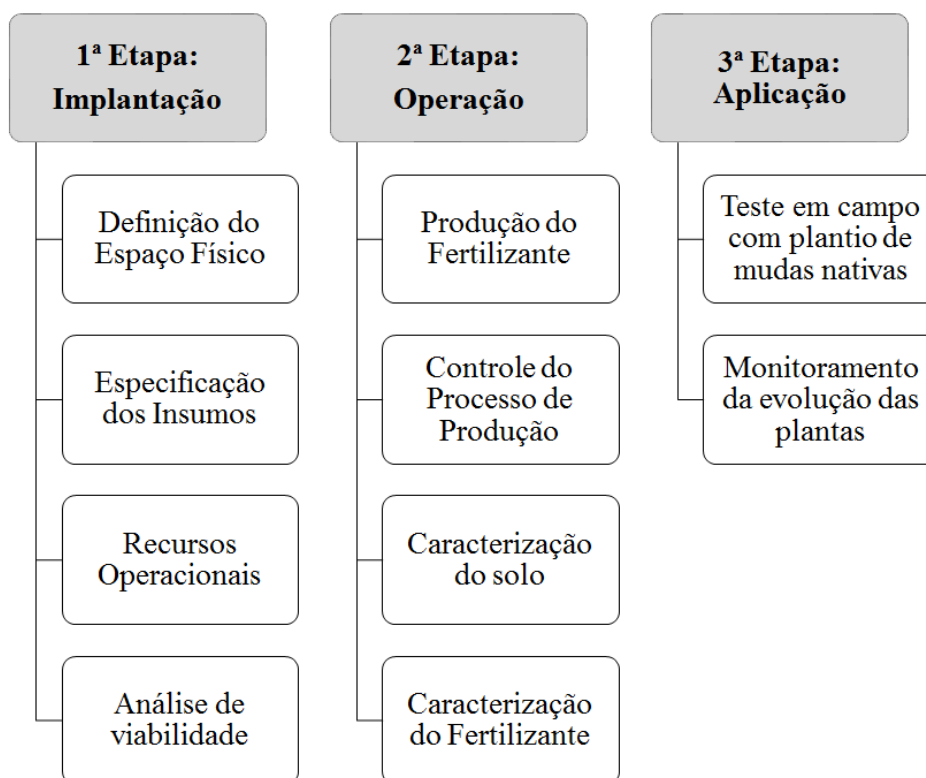 1ª Etapa:
Implantação
Definição do
Espaço Físico
Especificação
dos Insumos
Recursos
Operacionais
Análise de
viabilidade
2ª Etapa:
Operação
Produção do
Fertilizante
Controle do
Processo de
Produção
Caracterização
do solo
Caracterização
do Fertilizante
3ª Etapa:
Aplicação
Teste em campo
com plantio de
mudas nativas
Monitoramento
da evolução das
plantas